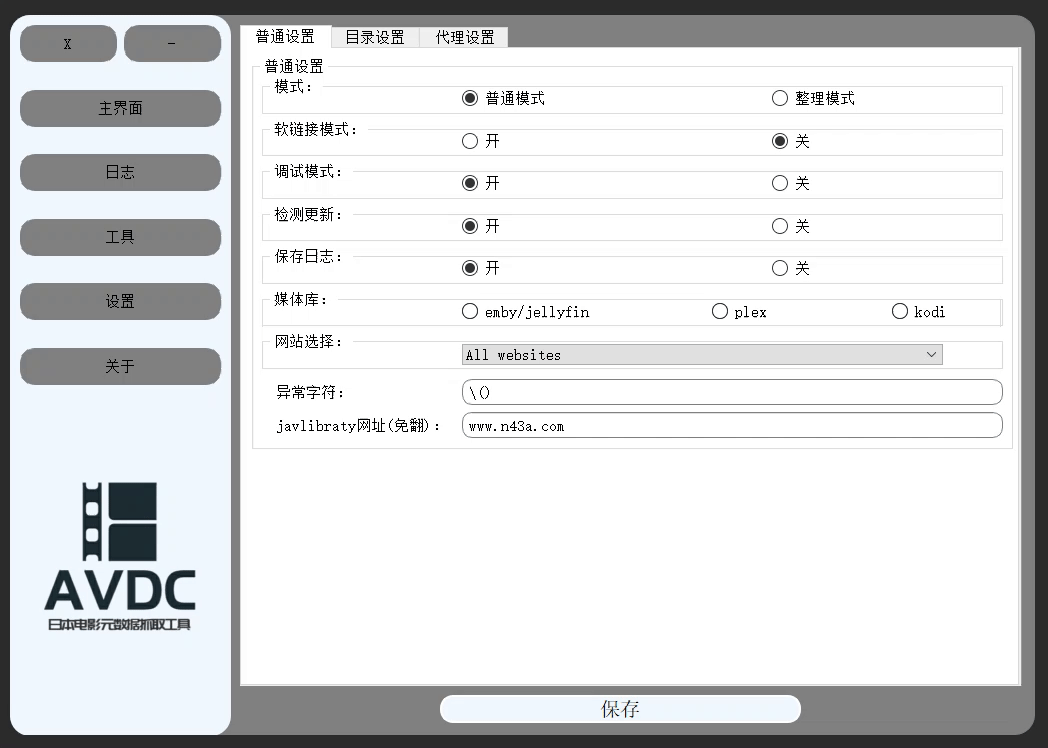 X
-
主界面
日志
工具
设置
关于
AVDC
日本电影元数据抓取工具
普通设置 目录设置 代理设置
普通设置
模式：
普通模式 整理模式
软链接模式：
开 关
调试模式：
开 关
检测更新：
开 关
保存日志：
开 关
媒体库：
emby/jellyfin plex kodi
网站选择：
All websites
异常字符： \()
javlibraty网址(免翻)： www.n43a.com
保存